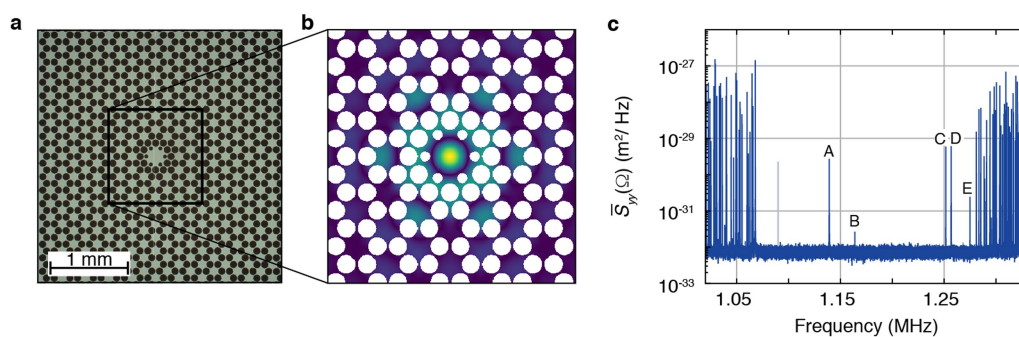 a
b
c
1 mm
S̅yy(Ω) (m²/ Hz)
10⁻²⁷
10⁻²⁹
10⁻³¹
10⁻³³
A
B
C D
E
1.05
1.15
1.25
Frequency (MHz)